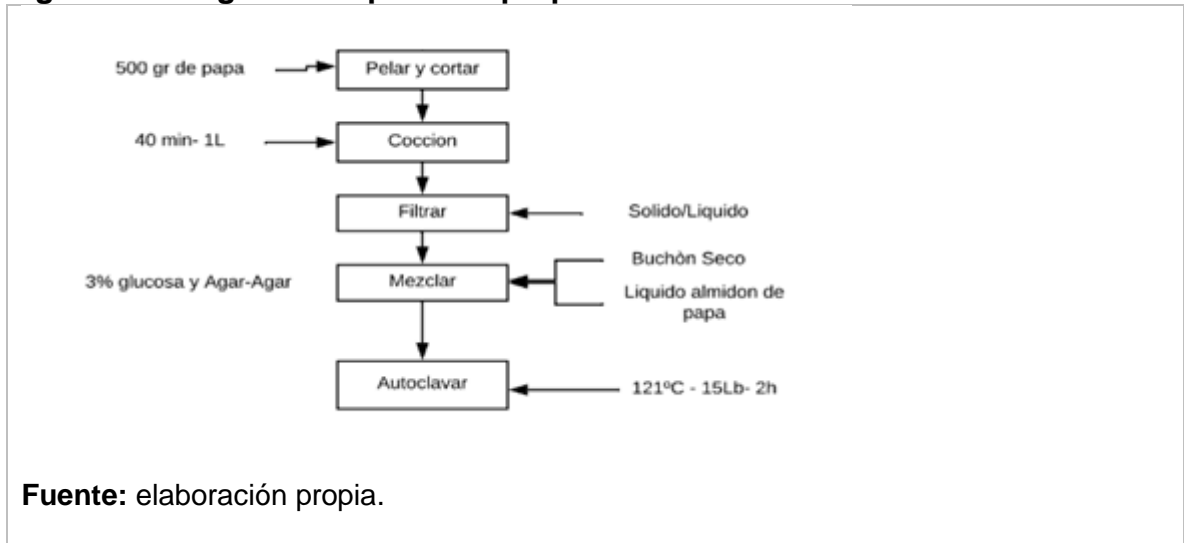 500 gr de papa
Pelar y cortar
40 min- 1L
Coccion
Filtrar
Solido/Liquido
Buchòn Seco
3% glucosa y Agar-Agar
Mezclar
Liquido almidon de
papa
Autoclavar
121ºC - 15Lb- 2h
Fuente: elaboración propia.